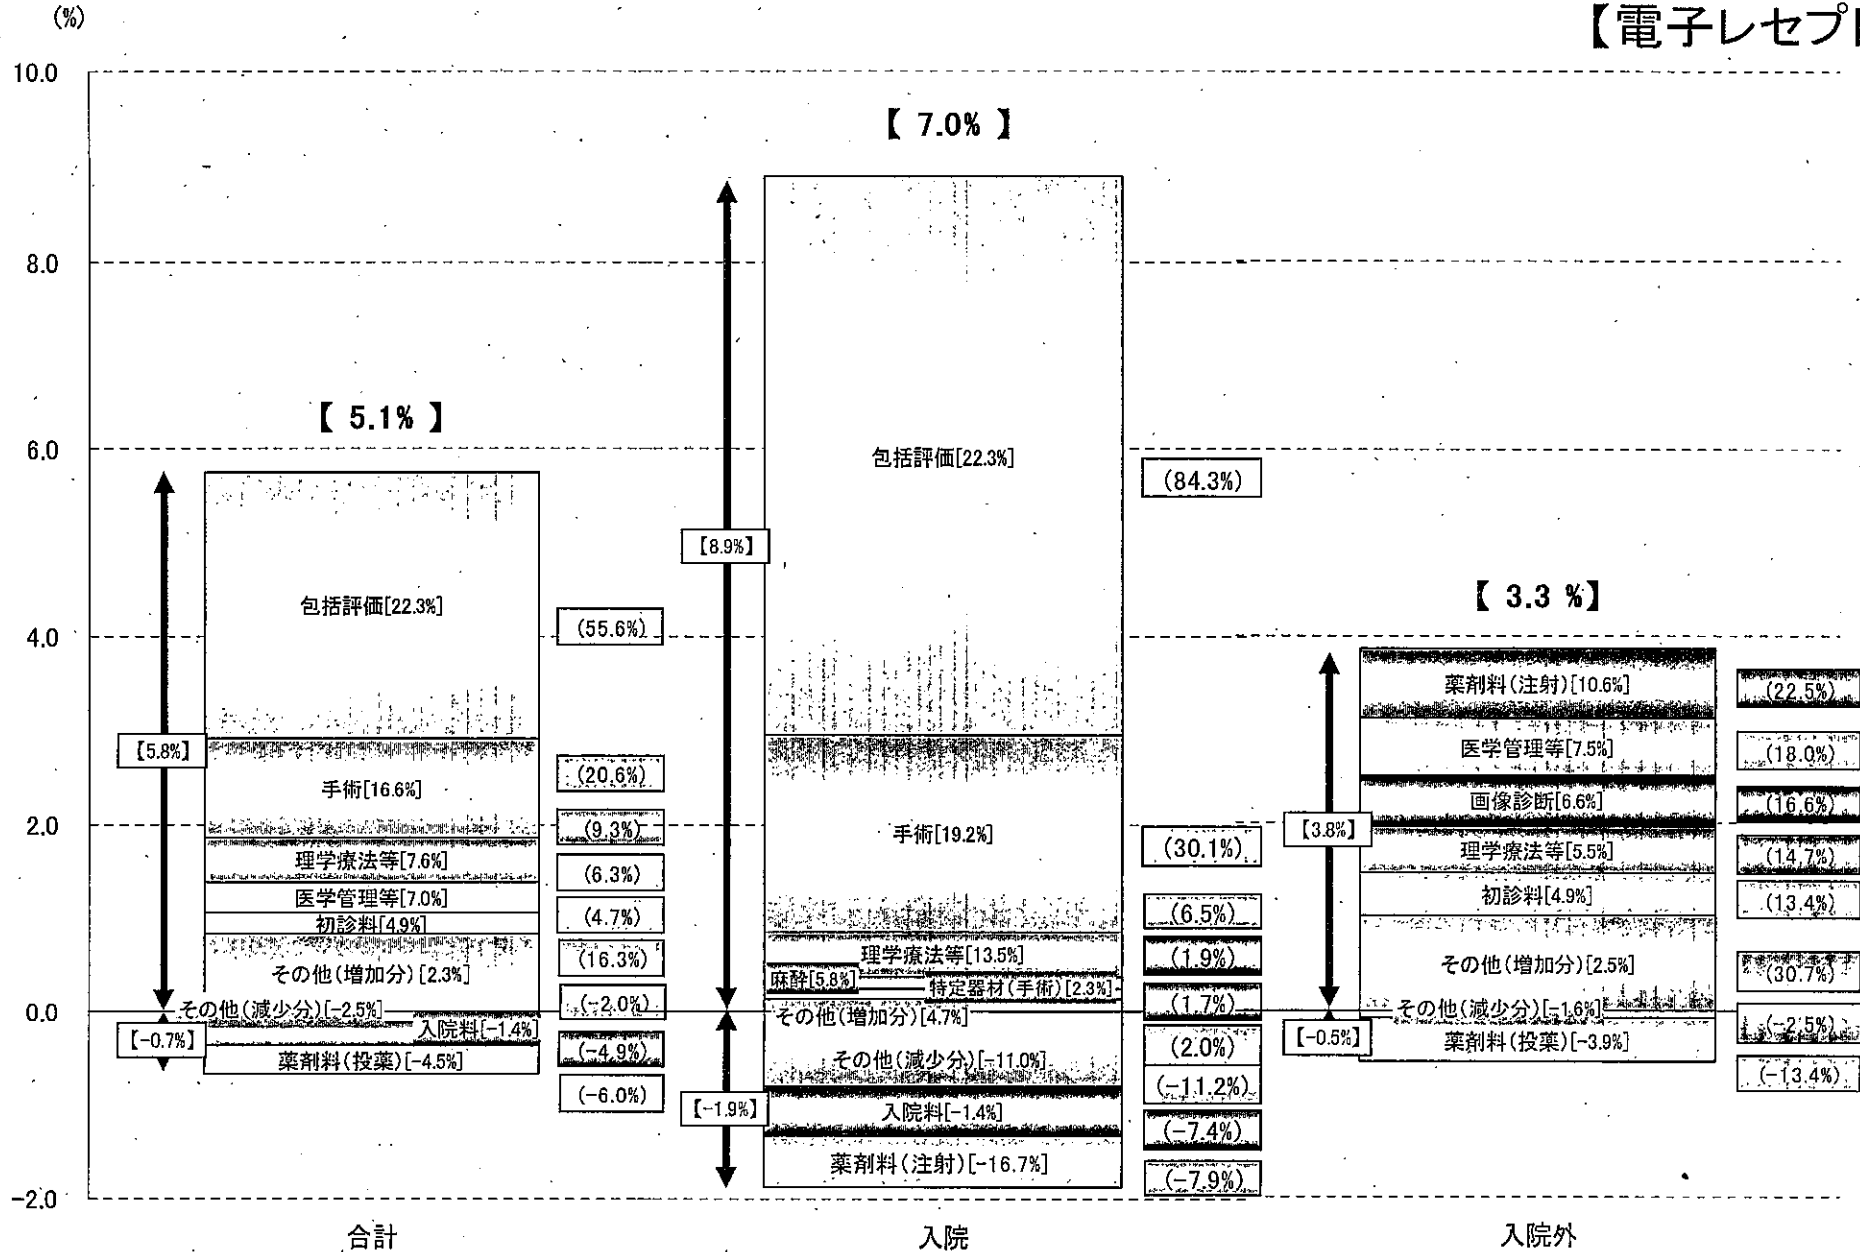 (%)
【電子レセプ
10.0
8.0
6.0
4.0
2.0
0.0
-2.0
【 5.1% 】
【5.8%】
【-0.7%】
包括評価[22.3%]
手術[16.6%]
理学療法等[7.6%]
医学管理等[7.0%]
初診料[4.9%]
その他(増加分)[2.3%]
その他(減少分)[-2.5%]
入院料[-1.4%]
薬剤料(投薬)[-4.5%]
(55.6%)
(20.6%)
(9.3%)
(6.3%)
(4.7%)
(16.3%)
(-2.0%)
(-4.9%)
(-6.0%)
合計
【 7.0% 】
【8.9%】
【-1.9%】
包括評価[22.3%]
手術[19.2%]
理学療法等[13.5%]
麻酔[5.8%]
特定器材(手術)[2.3%]
その他(増加分)[4.7%]
その他(減少分)[-11.0%]
入院料[-1.4%]
薬剤料(注射)[-16.7%]
(84.3%)
(30.1%)
(6.5%)
(1.9%)
(1.7%)
(2.0%)
(-11.2%)
(-7.4%)
(-7.9%)
入院
【 3.3 %】
【3.8%】
【-0.5%】
薬剤料(注射)[10.6%]
医学管理等[7.5%]
画像診断[6.6%]
理学療法等[5.5%]
初診料[4.9%]
その他(増加分)[2.5%]
その他(減少分)[-1.6%]
薬剤料(投薬)[-3.9%]
(22.5%)
(18.0%)
(16.6%)
(14.7%)
(13.4%)
(30.7%)
(-2.5%)
(-13.4%)
入院外